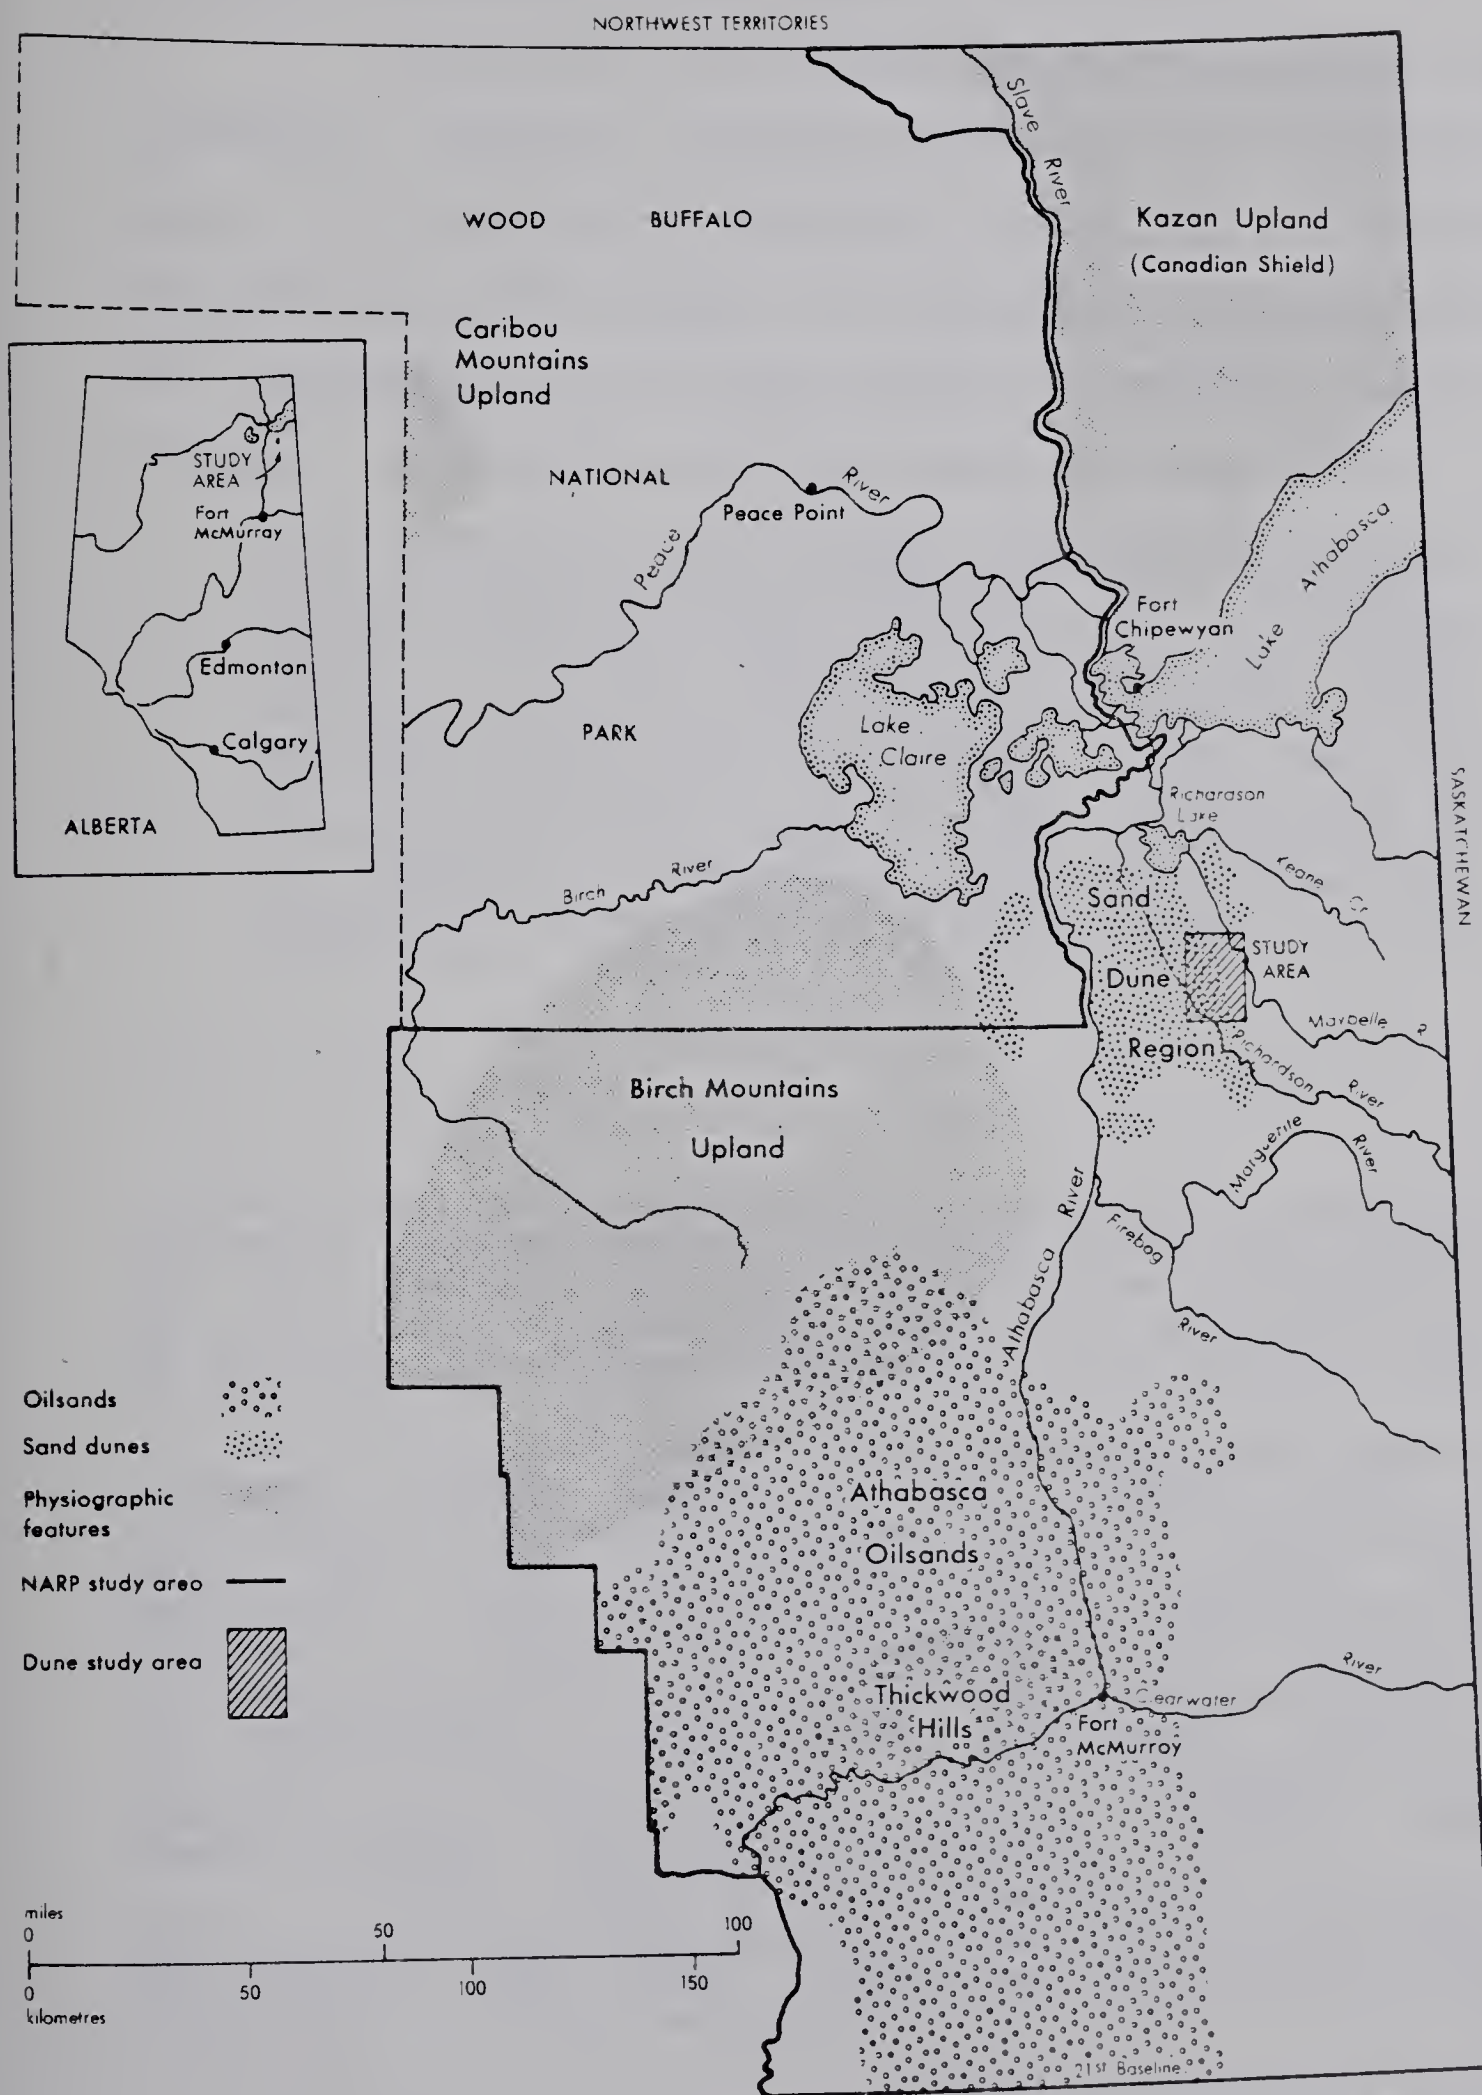 NORTHWEST TERRITORIES
Slave River
WOOD BUFFALO
Kazan Upland
(Canadian Shield)
Caribou
Mountains
Upland
STUDY
AREA
Fort
McMurray
Edmonton
Calgary
ALBERTA
NATIONAL
Peace River
Peace Point
Lake Athabasca
Fort
Chipewyan
PARK
Lake
Claire
SASKATCHEWAN
Richardson
Lake
Birch River
Keane Cr
Sand
Dune
Region
STUDY
AREA
Maybelle R
Richardson River
Birch Mountains
Upland
Marguerite River
Athabasca River
Firebog River
Oilsands
Sand dunes
Physiographic
features
NARP study area
Dune study area
Athabasca
Oilsands
Thickwood
Hills
Clearwater River
Fort
McMurray
miles
0 50 100
0 50 100 150
kilometres
21st Baseline